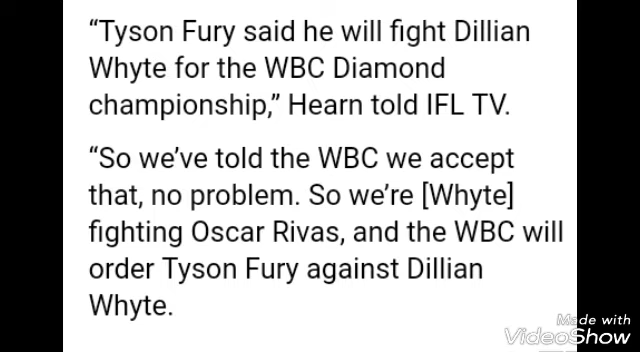 “Tyson Fury said he will fight Dillian
Whyte for the WBC Diamond
championship,” Hearn told IFL TV.
“So we’ve told the WBC we accept
that, no problem. So we’re [Whyte]
fighting Oscar Rivas, and the WBC will
order Tyson Fury against Dillian
Whyte.
Made with
VideoShow